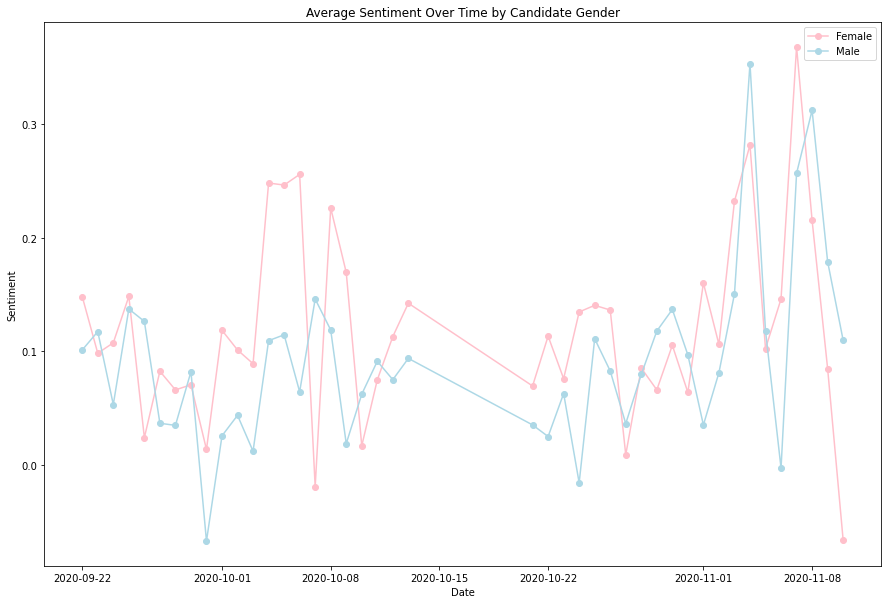 Average Sentiment Over Time by Candidate Gender
Female
Male
0.3
0.2
0.1
0.0
Sentiment
2020-09-22
2020-10-01
2020-10-08
2020-10-15
2020-10-22
2020-11-01
2020-11-08
Date